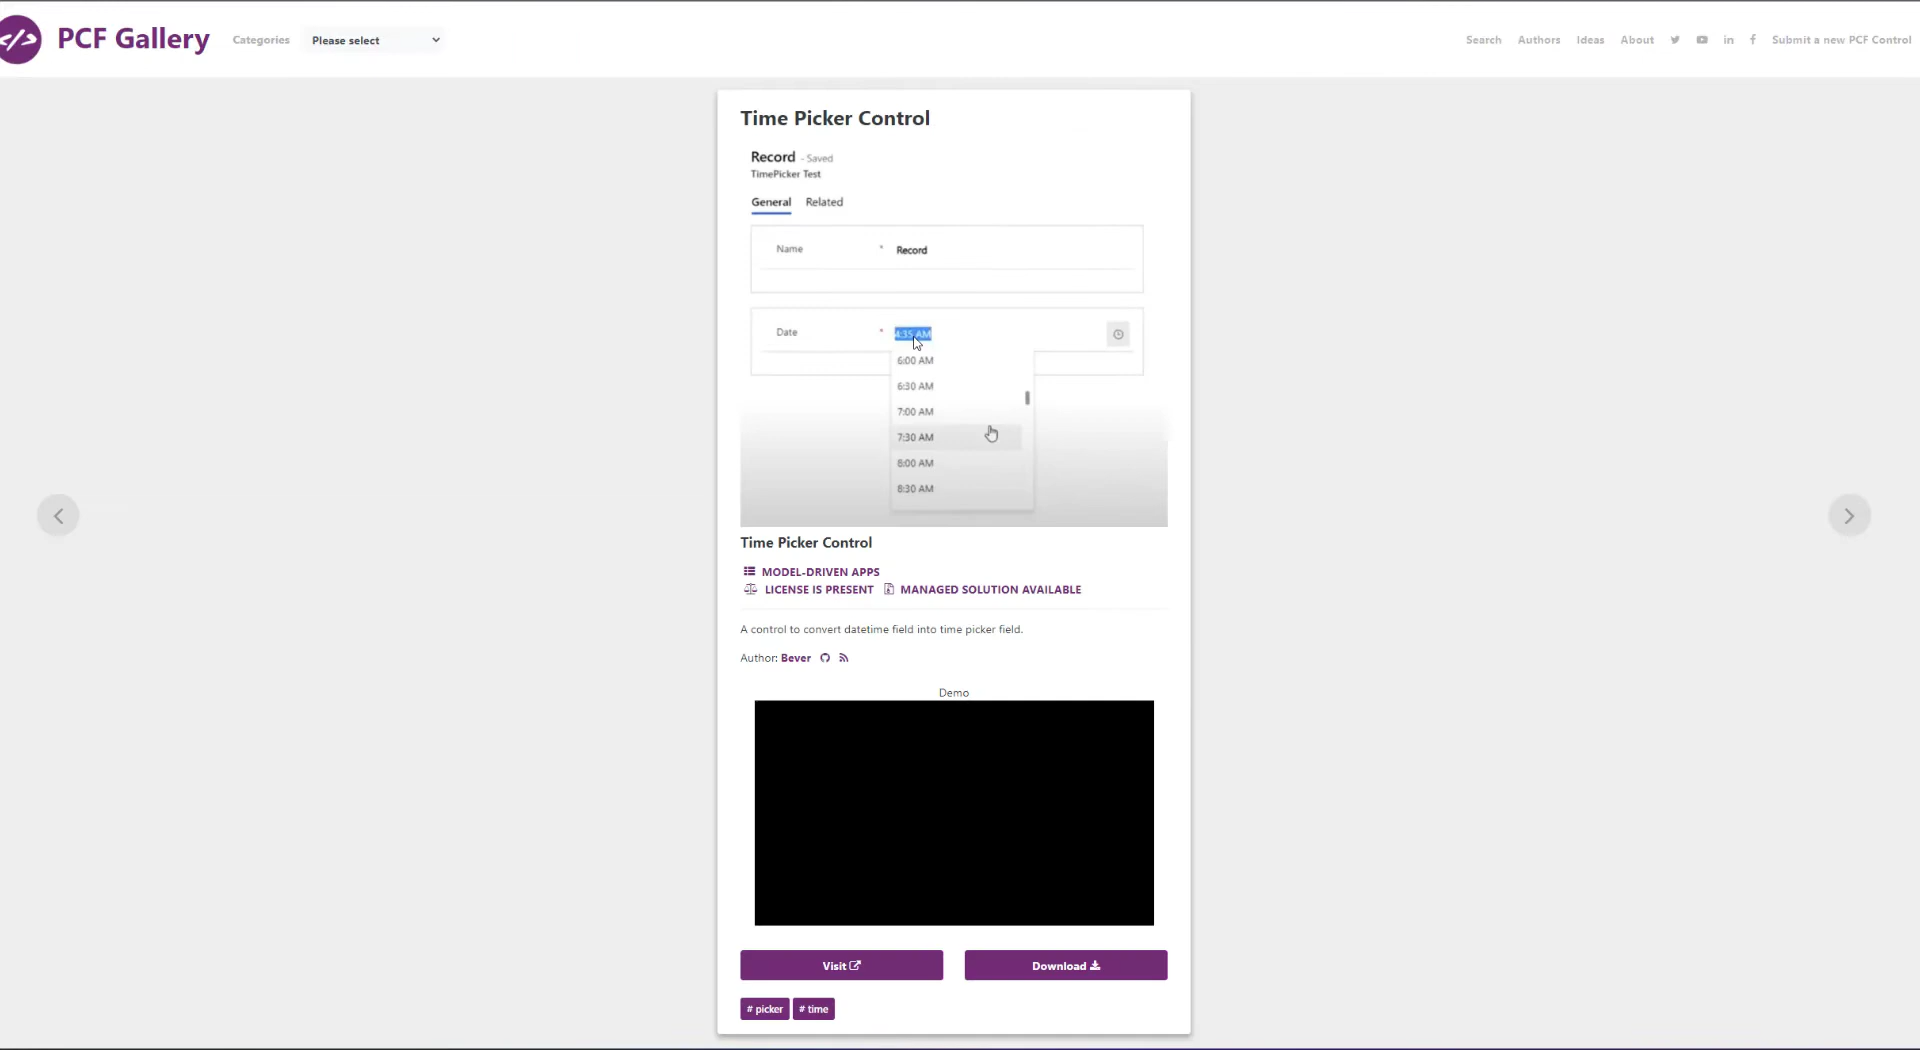 PCF Gallery Categories Please select Search Authors Ideas About Submit a new PCF Control
Time Picker Control
Record - Saved
TimePicker Test
General Related
Name * Record
Date * 4:35 AM
6:00 AM
6:30 AM
7:00 AM
7:30 AM
8:00 AM
8:30 AM
Time Picker Control
MODEL-DRIVEN APPS
LICENSE IS PRESENT MANAGED SOLUTION AVAILABLE
A control to convert datetime field into time picker field.
Author: Bever
Demo
Visit Download
# picker # time